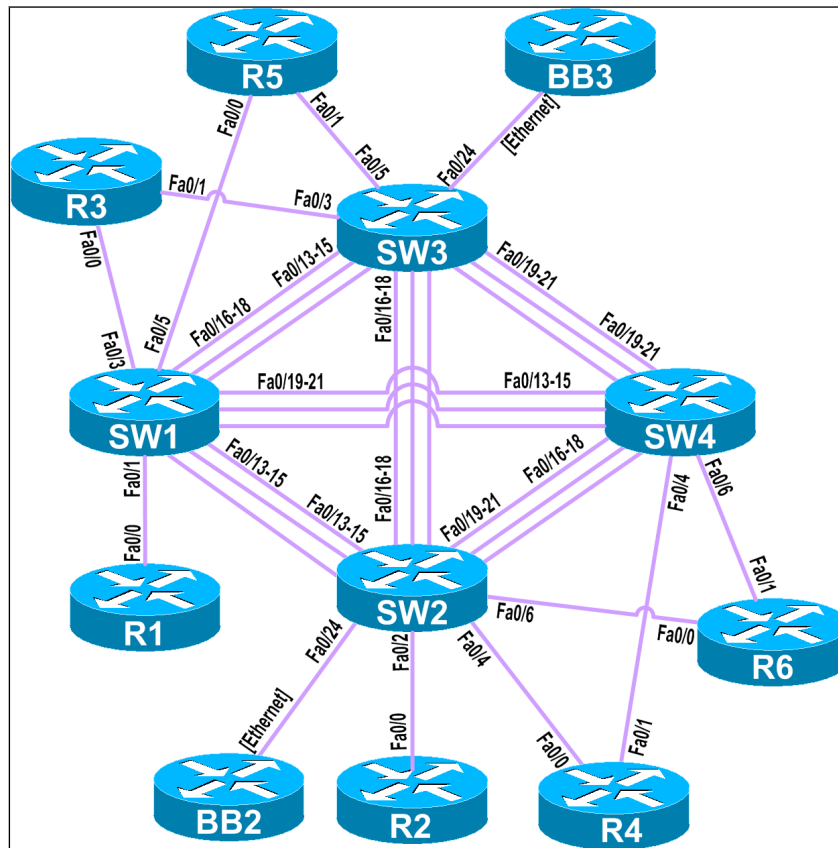 R5
BB3
Fa0/0
Fa0/1
[Ethernet]
Fa0/5
Fa0/24
R3
Fa0/1
Fa0/3
SW3
Fa0/0
Fa0/13-15
Fa0/19-21
Fa0/16-18
Fa0/16-18
Fa0/5
Fa0/19-21
Fa0/3
Fa0/19-21
Fa0/13-15
SW1
SW4
Fa0/1
Fa0/13-15
Fa0/16-18
Fa0/6
Fa0/4
Fa0/13-15
Fa0/16-18
Fa0/19-21
Fa0/0
Fa0/1
R1
SW2
Fa0/6
Fa0/0
R6
Fa0/24
Fa0/2
Fa0/4
[Ethernet]
Fa0/0
Fa0/0
Fa0/1
BB2
R2
R4